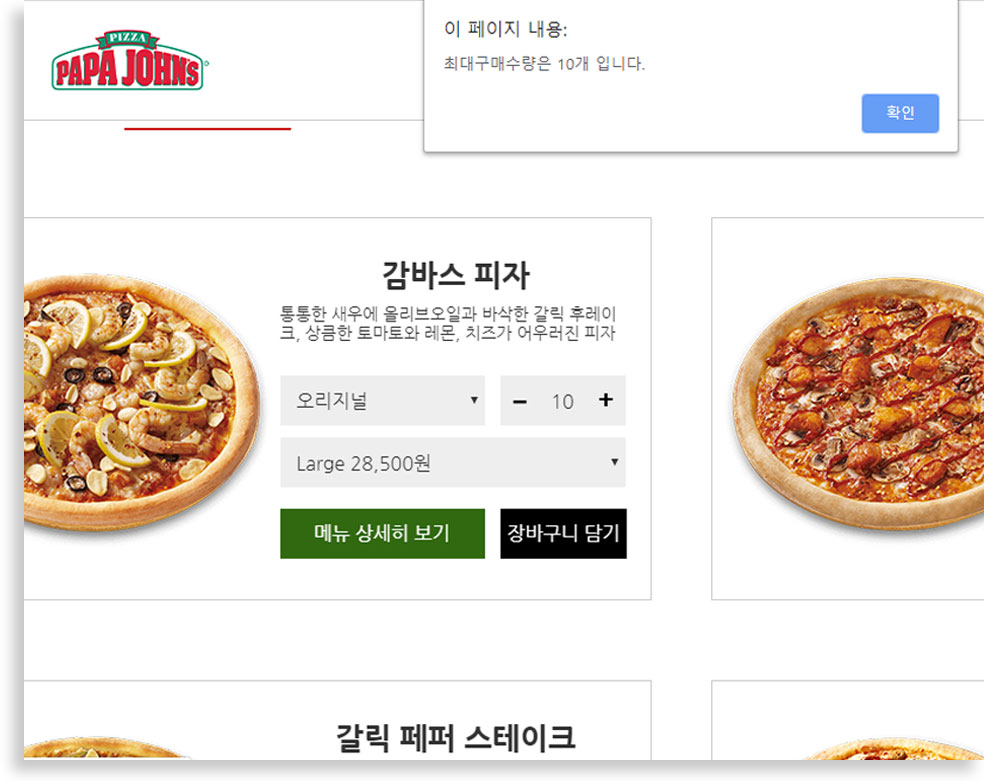 PIZZA
PAPA JOHNS
이 페이지 내용:
최대구매수량은 10개 입니다.
확인
감바스 피자
통통한 새우에 올리브오일과 바삭한 갈릭 후레이
크, 상큼한 토마토와 레몬, 치즈가 어우러진 피자
오리지널 ▾ − 10 +
Large 28,500원 ▾
메뉴 상세히 보기 장바구니 담기
갈릭 페퍼 스테이크